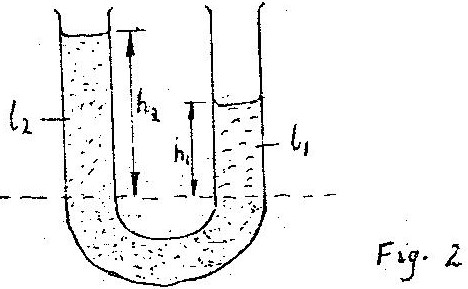 h₂
h₁
l₂
l₁
Fig. 2